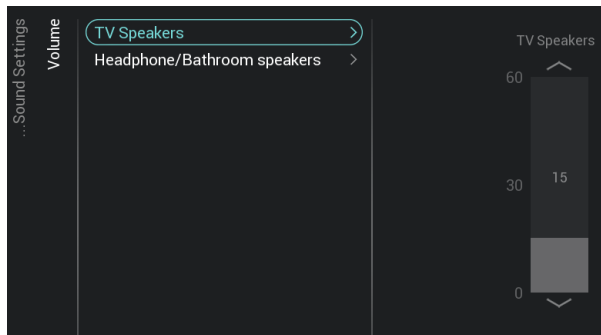 ...Sound Settings
Volume
TV Speakers
Headphone/Bathroom speakers
TV Speakers
60
30
15
0